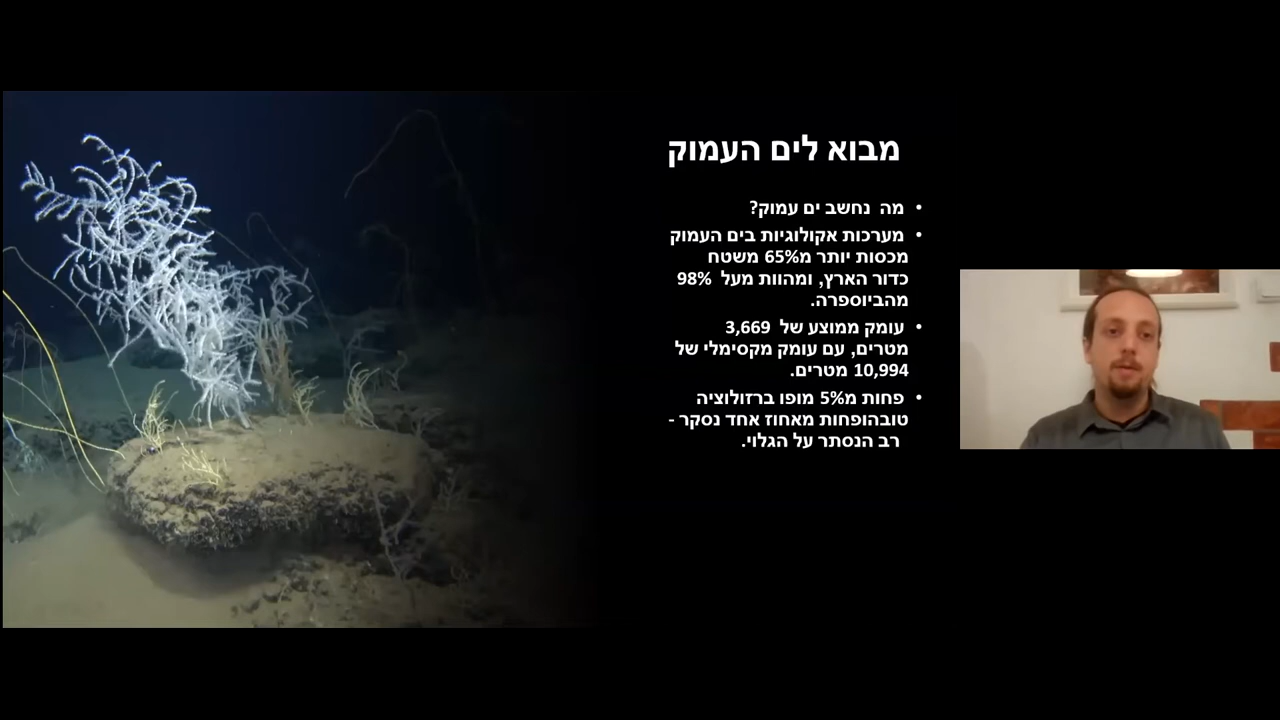 מבוא לים העמוק
• מה נחשב ים עמוק?
• מערכות אקולוגיות בים העמוק
מכסות יותר מ65% משטח
כדור הארץ, ומהוות מעל 98%
מהביוספרה.
• עומק ממוצע של 3,669
מטרים, עם עומק מקסימלי של
10,994 מטרים.
• פחות מ5% מופו ברזולוציה
טובהופחות מאחוז אחד נסקר -
רב הנסתר על הגלוי.